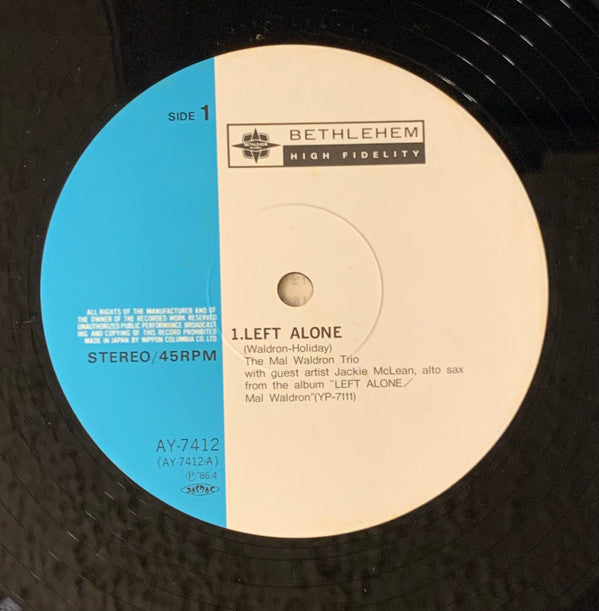 SIDE 1
BETHLEHEM
BETHLEHEM
HIGH FIDELITY
ALL RIGHTS OF THE MANUFACTURER AND OF
THE OWNER OF THE RECORDED WORK RESERVED
UNAUTHORIZED PUBLIC PERFORMANCE BROADCAST
ING AND COPYING OF THIS RECORD PROHIBITED
MADE IN JAPAN BY NIPPON COLUMBIA CO. LTD
STEREO/45RPM
1.LEFT ALONE
(Waldron-Holiday)
The Mal Waldron Trio
with guest artist Jackie McLean, alto sax
from the album "LEFT ALONE/
Mal Waldron"(YP-7111)
AY-7412
(AY-7412-A)
Ⓟ'86.4
JASRAC